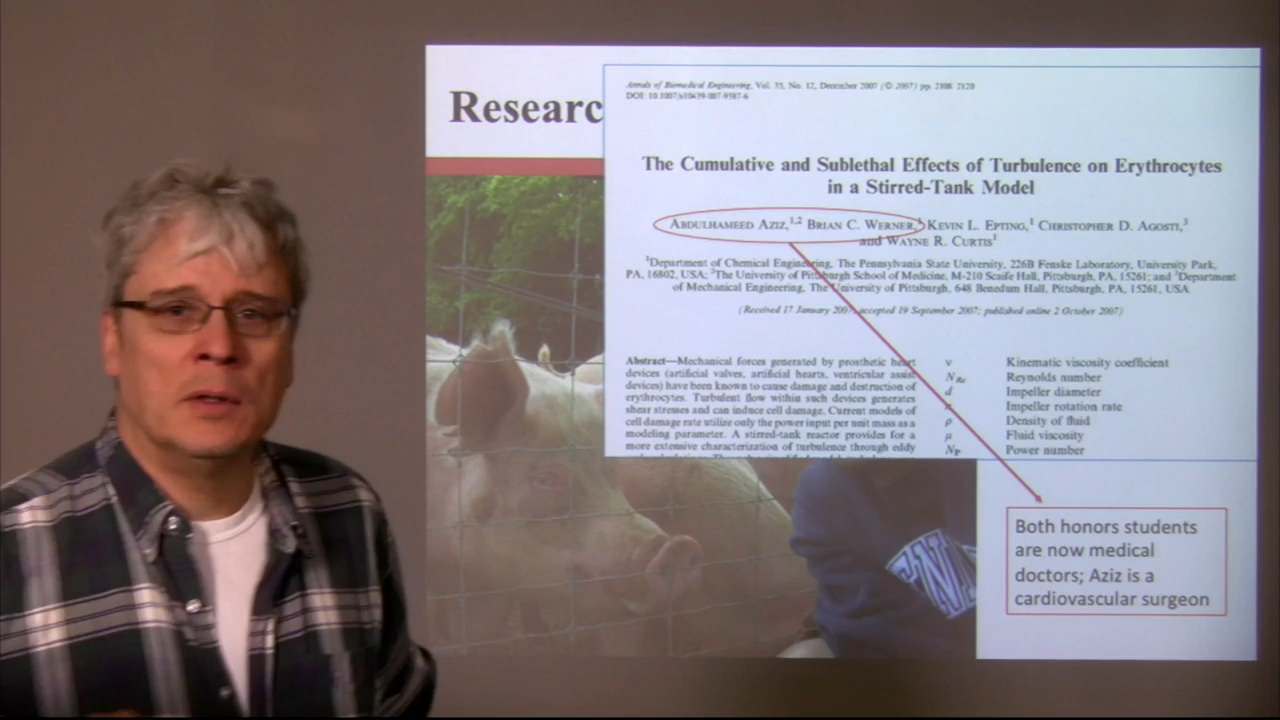 Researc
Annals of Biomedical Engineering, Vol. 35, No. 12, December 2007 (© 2007) pp. 2108–2120
DOI: 10.1007/s10439-007-9387-6
The Cumulative and Sublethal Effects of Turbulence on Erythrocytes
in a Stirred-Tank Model
ABDULHAMEED AZIZ,1,2 BRIAN C. WERNER,1 KEVIN L. EPTING,1 CHRISTOPHER D. AGOSTI,3
and WAYNE R. CURTIS1
1Department of Chemical Engineering, The Pennsylvania State University, 226B Fenske Laboratory, University Park,
PA, 16802, USA; 2The University of Pittsburgh School of Medicine, M-210 Scaife Hall, Pittsburgh, PA, 15261; and 3Department
of Mechanical Engineering, The University of Pittsburgh, 648 Benedum Hall, Pittsburgh, PA, 15261, USA
(Received 17 January 2007; accepted 19 September 2007; published online 2 October 2007)
Abstract—Mechanical forces generated by prosthetic heart
devices (artificial valves, artificial hearts, ventricular assist
devices) have been known to cause damage and destruction of
erythrocytes. Turbulent flow within such devices generates
shear stresses and can induce cell damage. Current models of
cell damage rate utilize only the power input per unit mass as a
modeling parameter. A stirred-tank reactor provides for a
more extensive characterization of turbulence through eddy
ν Kinematic viscosity coefficient
NRe Reynolds number
d Impeller diameter
Impeller rotation rate
ρ Density of fluid
μ Fluid viscosity
NP Power number
Both honors students
are now medical
doctors; Aziz is a
cardiovascular surgeon